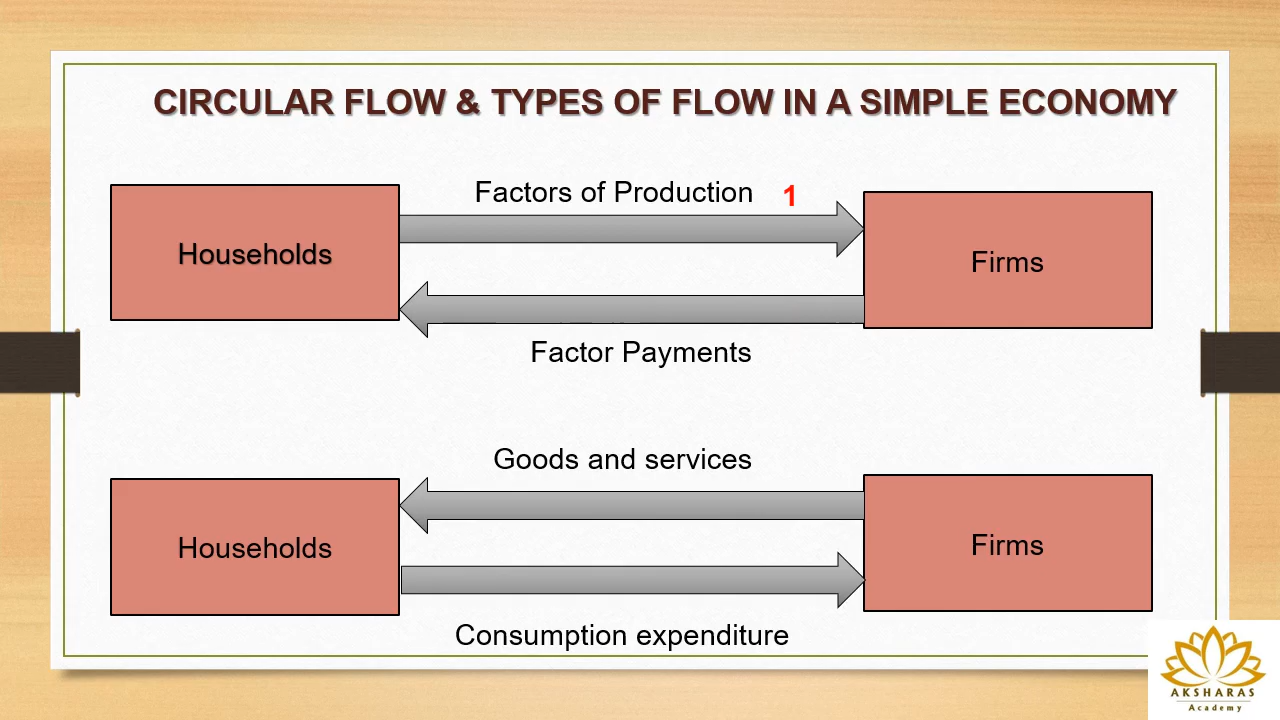 CIRCULAR FLOW & TYPES OF FLOW IN A SIMPLE ECONOMY
Factors of Production 1
Households
Firms
Factor Payments
Goods and services
Households
Firms
Consumption expenditure
AKSHARAS
Academy